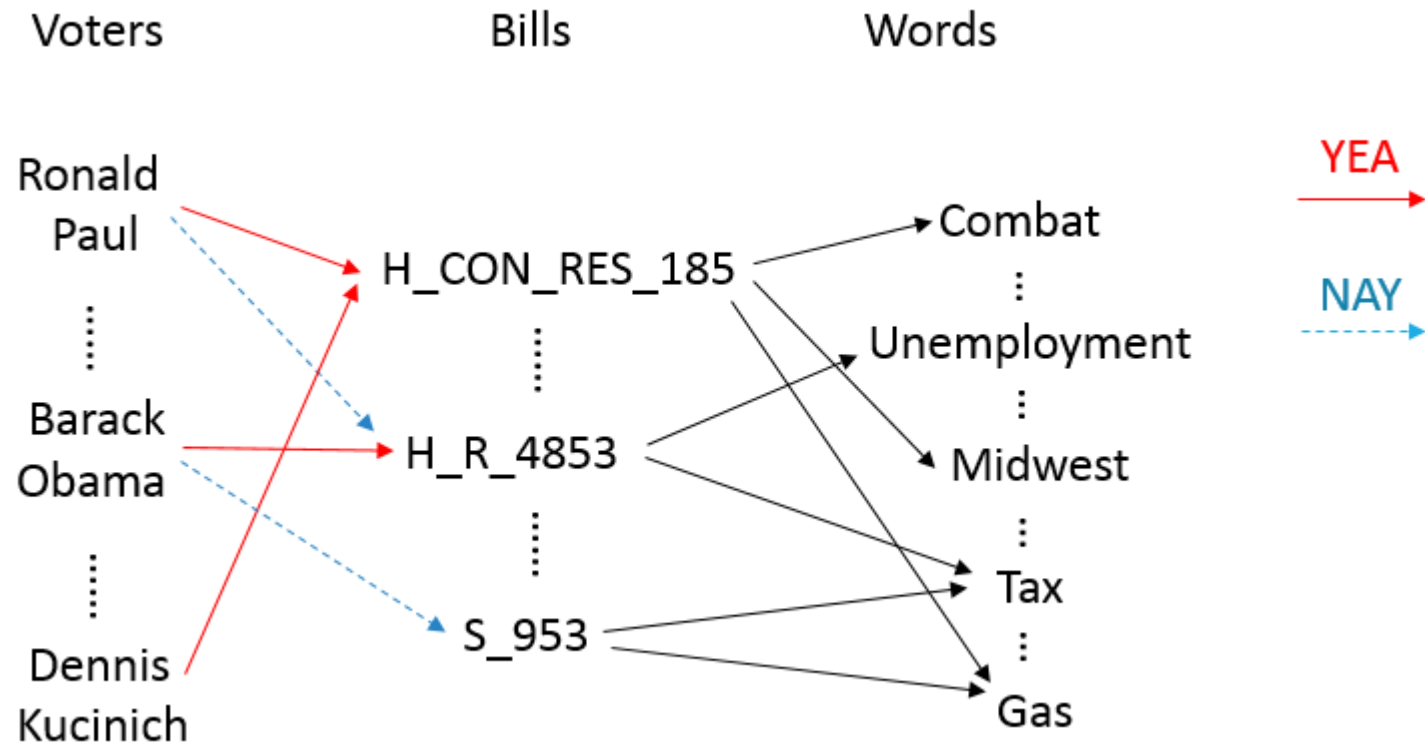 Voters
Bills
Words
Ronald
Paul
Barack
Obama
Dennis
Kucinich
H_CON_RES_185
H_R_4853
S_953
Combat
Unemployment
Midwest
Tax
Gas
YEA
NAY